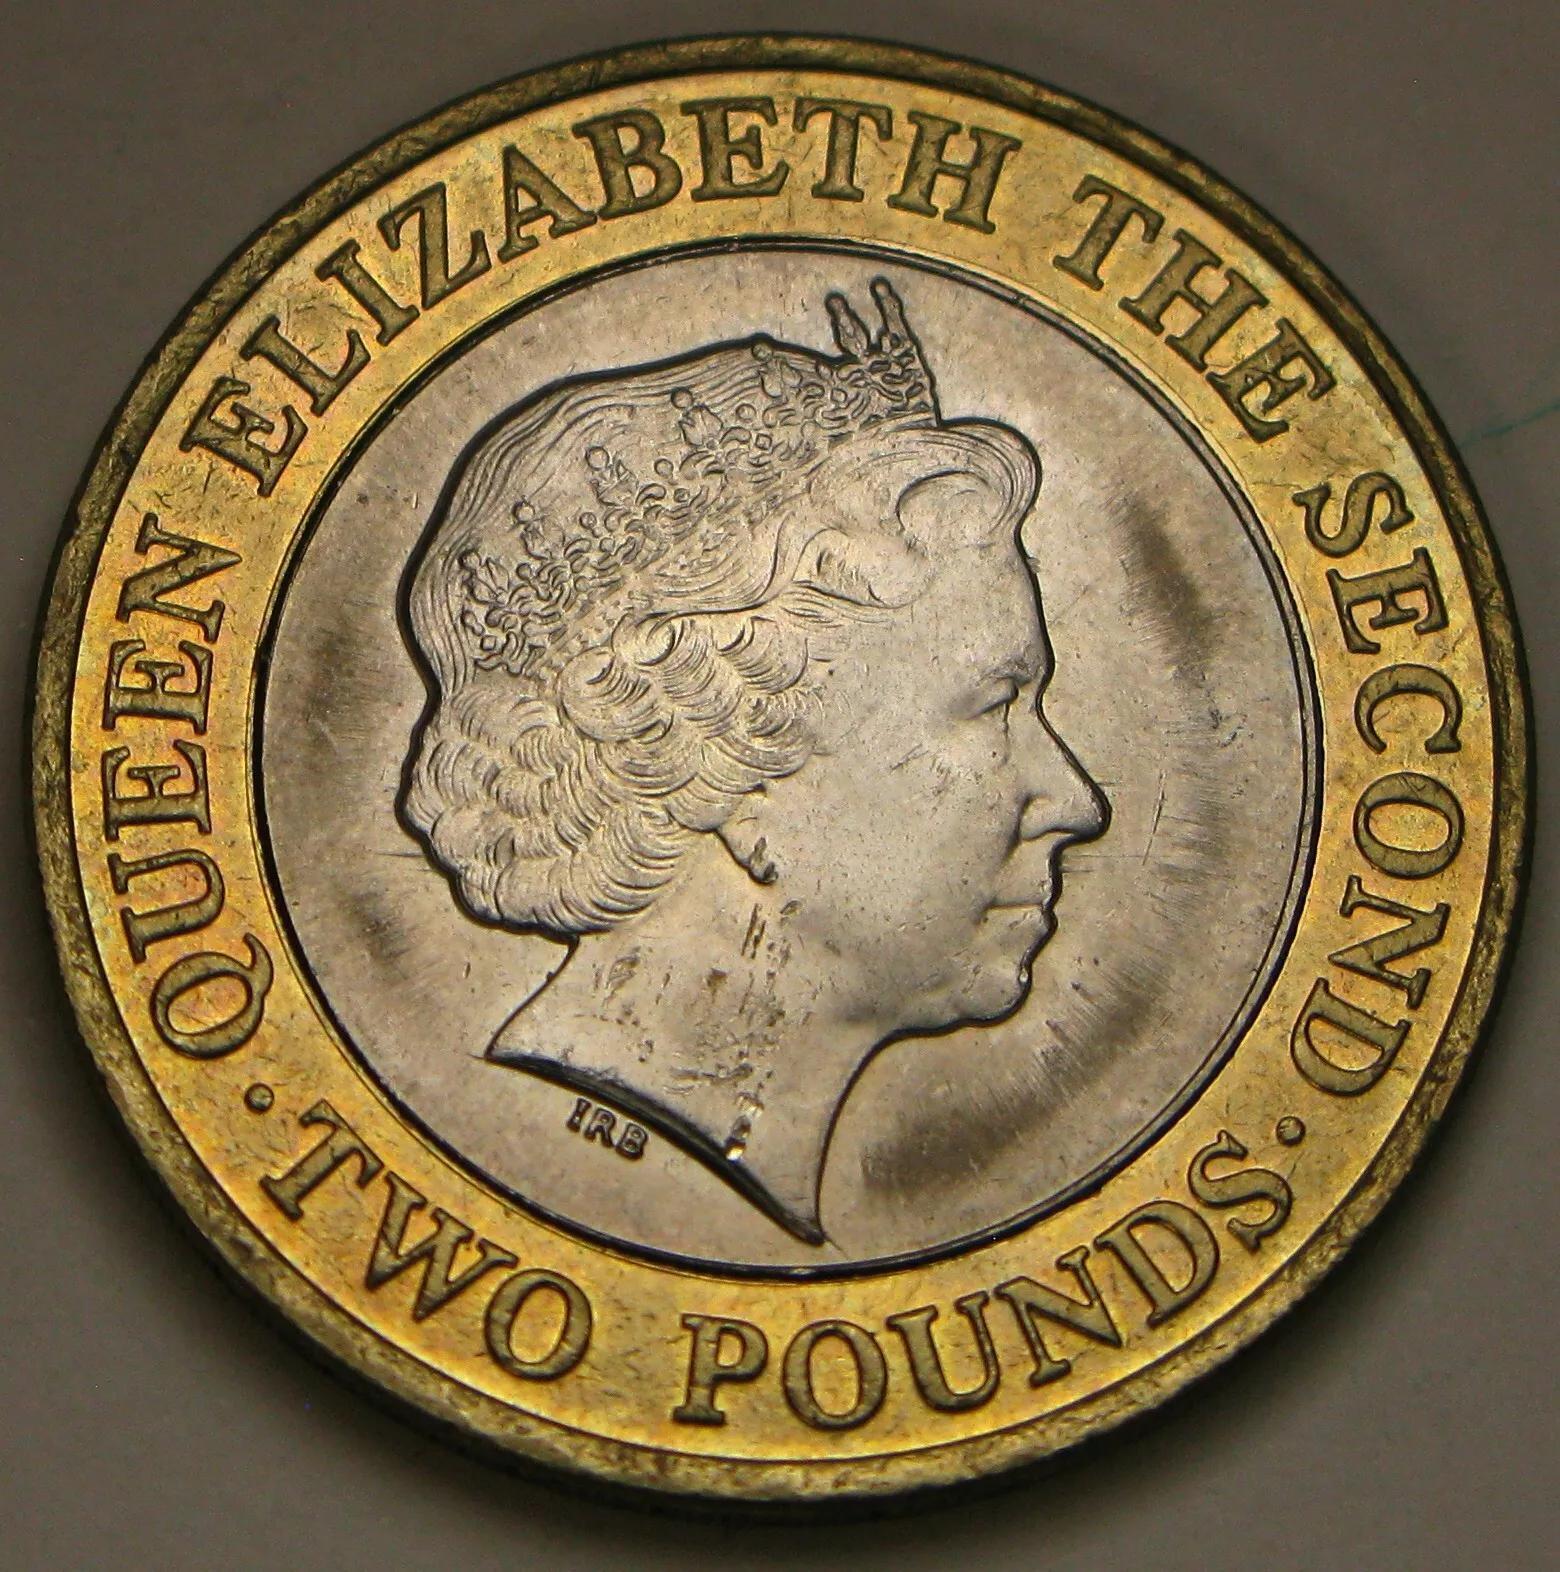 QUEEN ELIZABETH THE SECOND
· TWO POUNDS ·
IRB